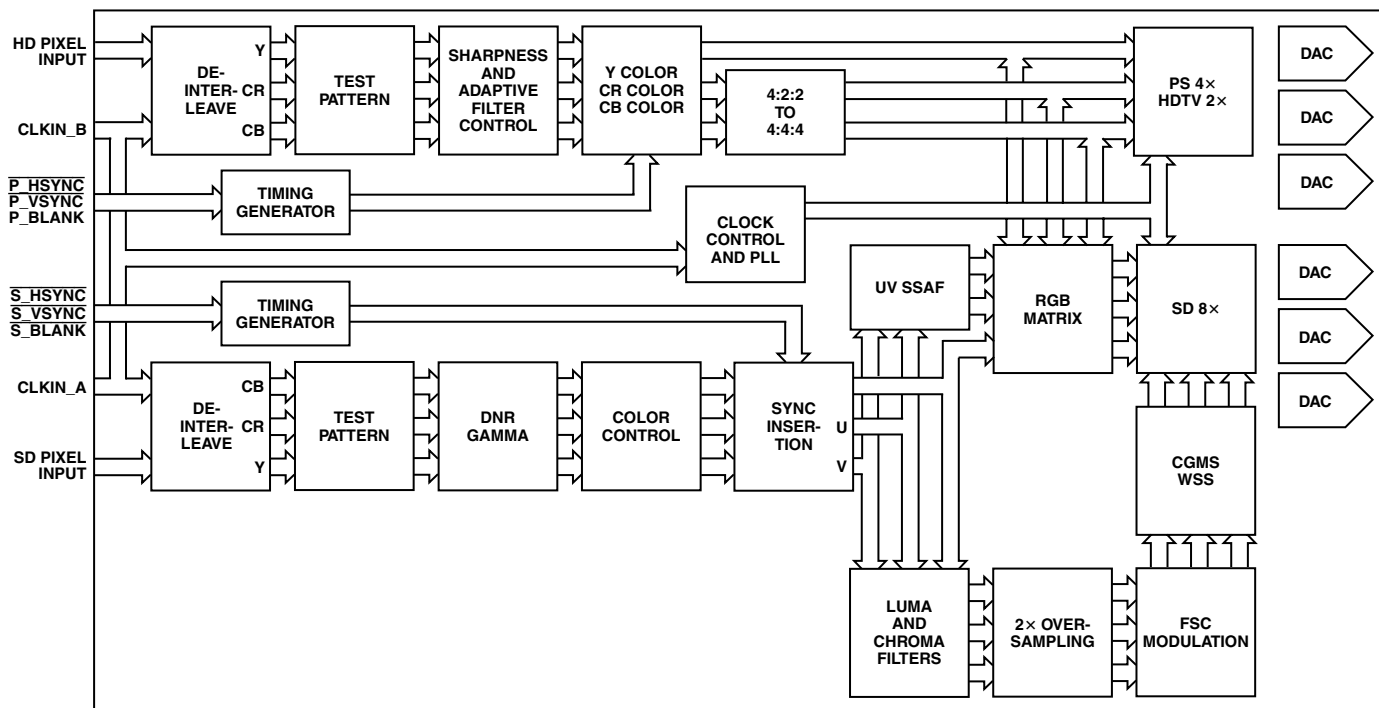 HD PIXEL
INPUT
CLKIN_B
P_HSYNC
P_VSYNC
P_BLANK
S_HSYNC
S_VSYNC
S_BLANK
CLKIN_A
SD PIXEL
INPUT
DE-
INTER-
LEAVE
Y
CR
CB
TEST
PATTERN
SHARPNESS
AND
ADAPTIVE
FILTER
CONTROL
Y COLOR
CR COLOR
CB COLOR
4:2:2
TO
4:4:4
PS 4×
HDTV 2×
DAC
DAC
DAC
TIMING
GENERATOR
CLOCK
CONTROL
AND PLL
TIMING
GENERATOR
UV SSAF
RGB
MATRIX
SD 8×
DAC
DAC
DAC
DE-
INTER-
LEAVE
CB
CR
Y
TEST
PATTERN
DNR
GAMMA
COLOR
CONTROL
SYNC
INSER-
TION
U
V
CGMS
WSS
LUMA
AND
CHROMA
FILTERS
2× OVER-
SAMPLING
FSC
MODULATION